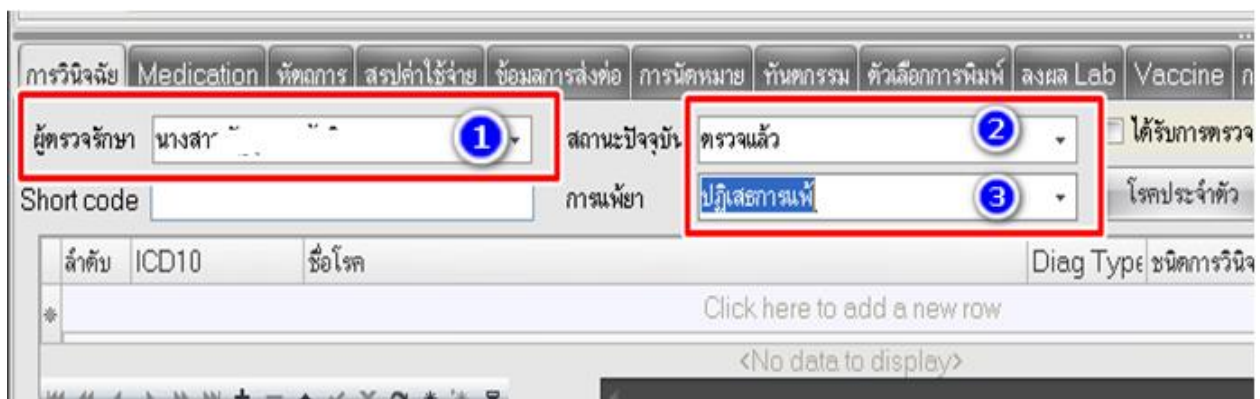 การวินิจฉัย Medication หัตถการ สรุปค่าใช้จ่าย ข้อมูลการส่งต่อ การนัดหมาย ทันตกรรม ตัวเลือกการพิมพ์ ลงผล Lab Vaccine
ผู้ตรวจรักษา 1 สถานะปัจจุบัน ตรวจแล้ว 2 ได้รับการตรวจ
Short code การแพ้ยา ปฏิเสธการแพ้ 3 โรคประจำตัว
ลำดับ ICD10 ชื่อโรค Diag Type ชนิดการวินิจ
Click here to add a new row
<No data to display>